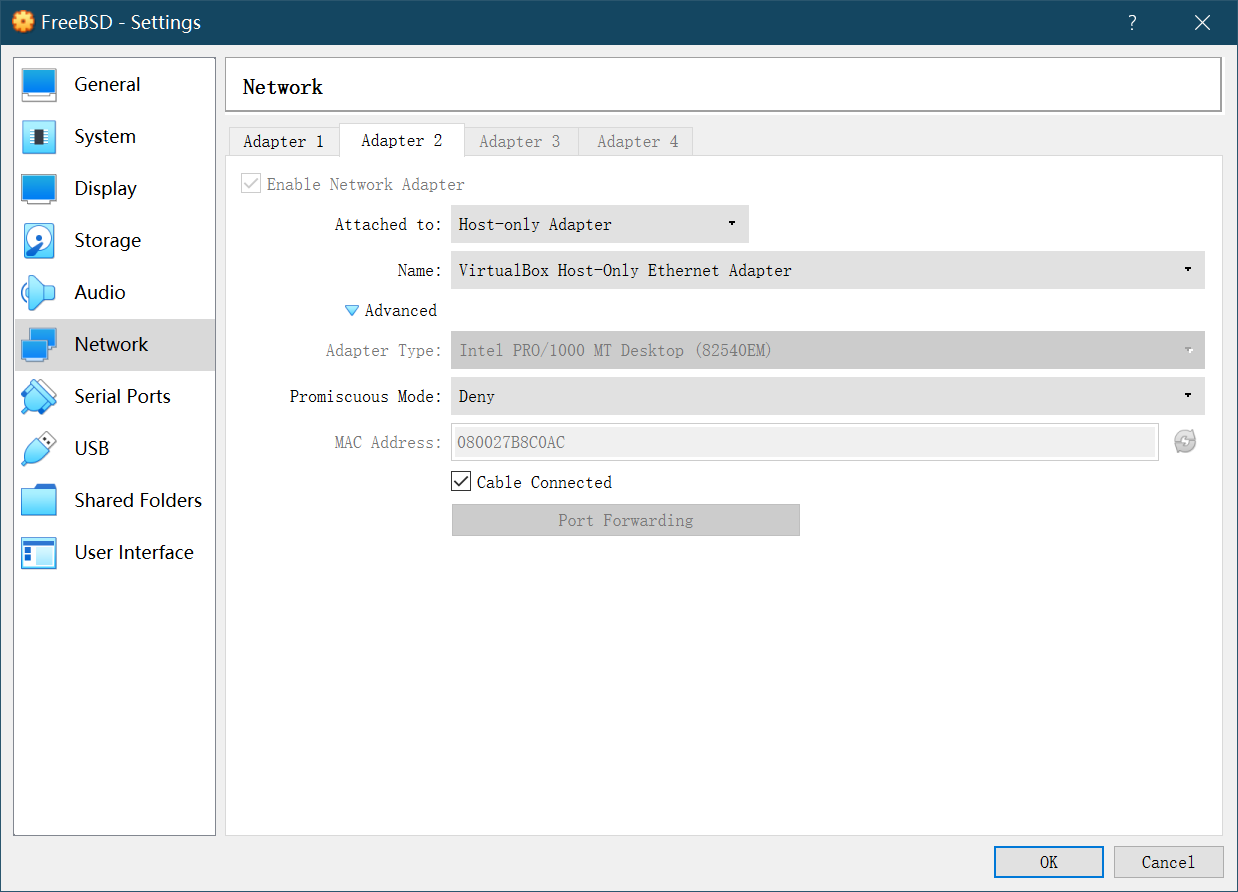 FreeBSD - Settings
?
General
System
Display
Storage
Audio
Network
Serial Ports
USB
Shared Folders
User Interface
Network
Adapter 1 Adapter 2 Adapter 3 Adapter 4
Enable Network Adapter
Attached to: Host-only Adapter
Name: VirtualBox Host-Only Ethernet Adapter
Advanced
Adapter Type: Intel PRO/1000 MT Desktop (82540EM)
Promiscuous Mode: Deny
MAC Address: 080027B8C0AC
Cable Connected
Port Forwarding
OK Cancel